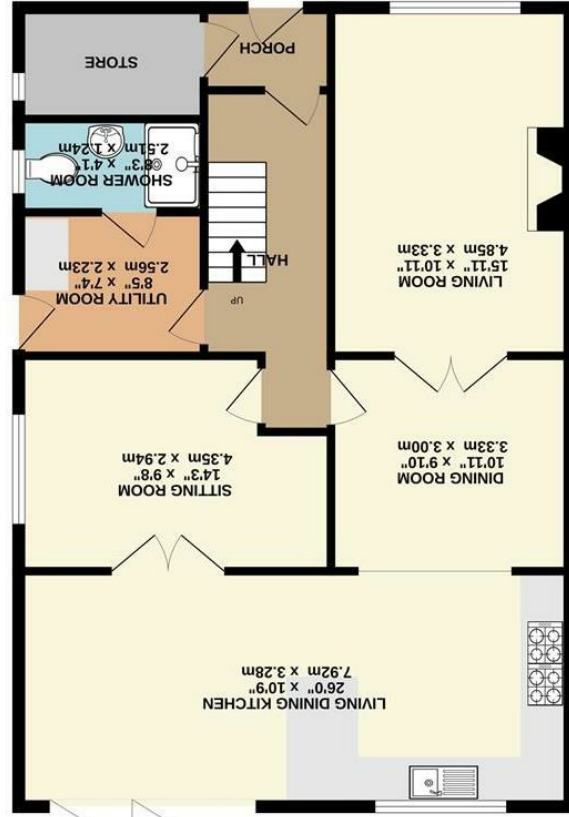 LIVING DINING KITCHEN
26'0" x 10'9"
7.92m x 3.28m
SITTING ROOM
14'3" x 9'8"
4.35m x 2.94m
DINING ROOM
10'11" x 9'10"
3.33m x 3.00m
UP
UTILITY ROOM
8'5" x 7'4"
2.56m x 2.23m
HALL
LIVING ROOM
15'11" x 10'11"
4.85m x 3.33m
SHOWER ROOM
8'3" x 4'1"
2.51m x 1.24m
STORE
PORCH